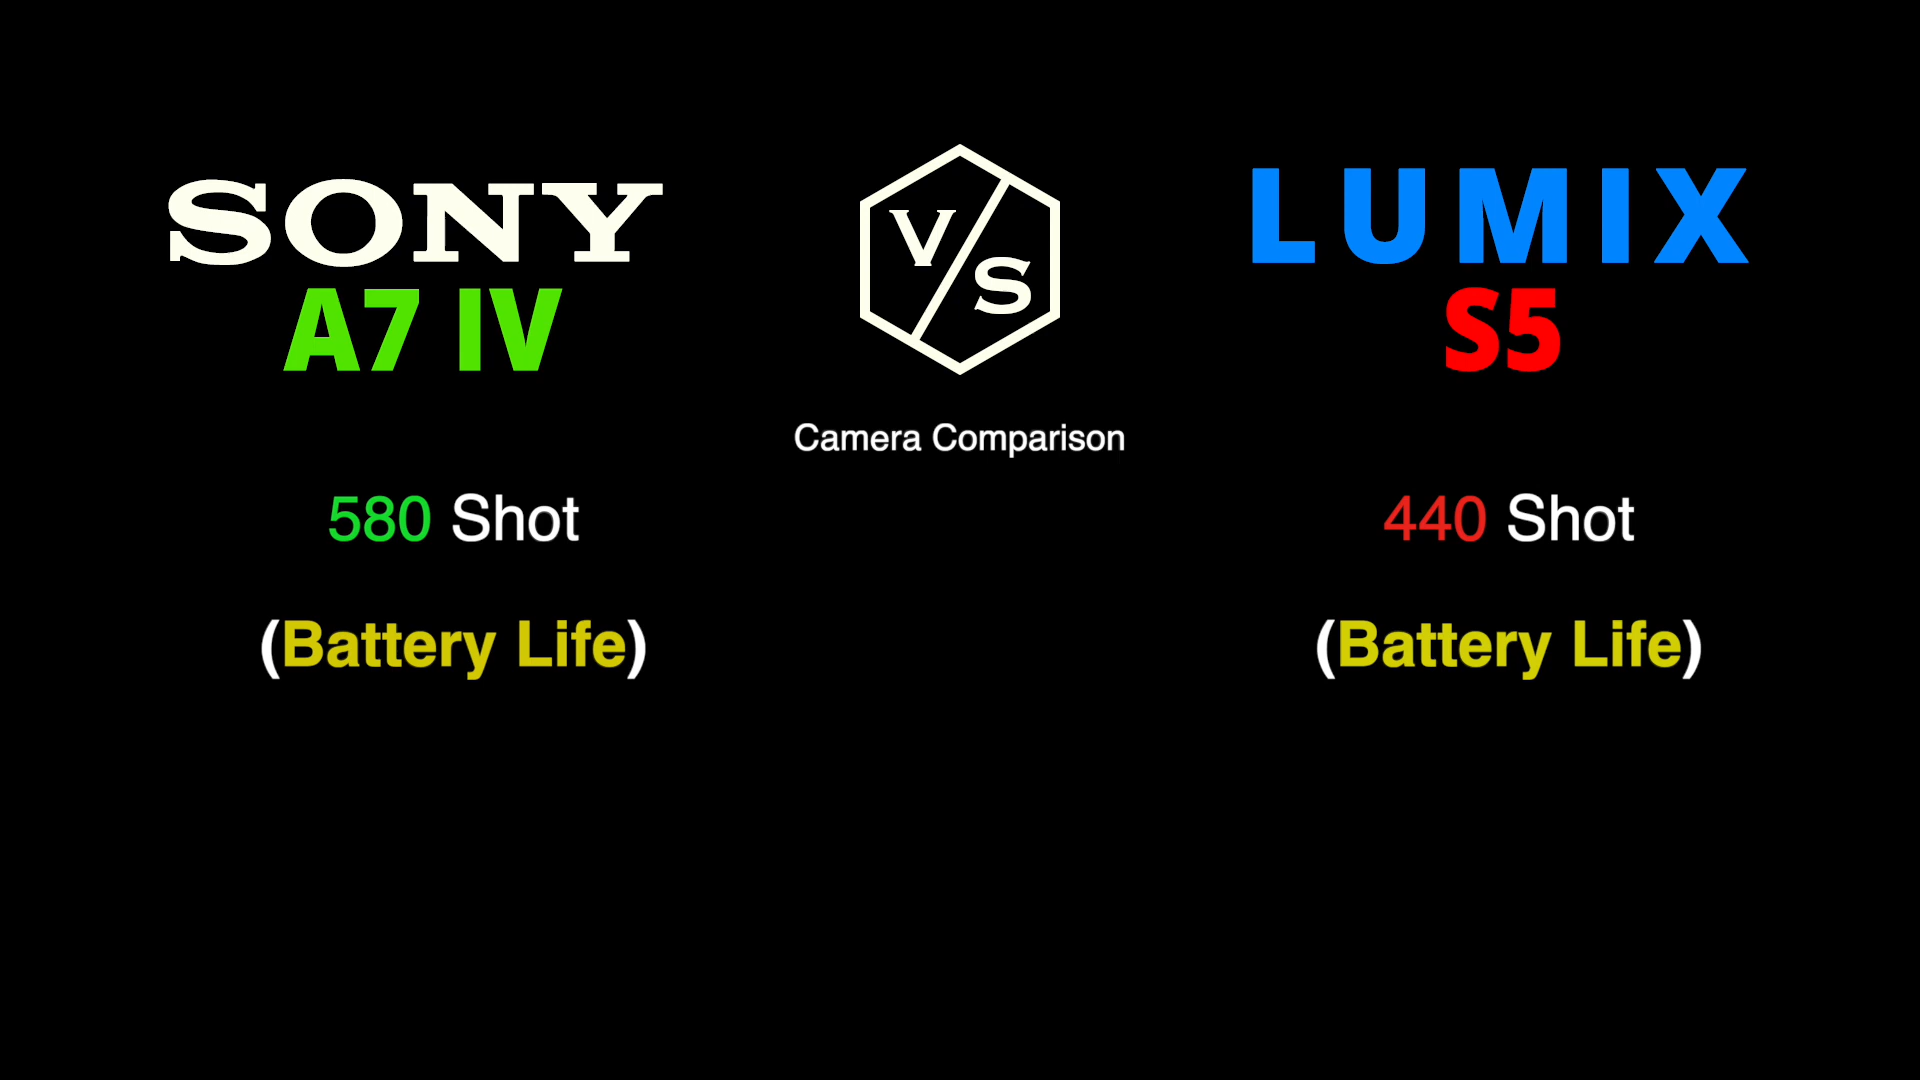 SONY
A7 IV
VS
LUMIX
S5
Camera Comparison
580 Shot
(Battery Life)
440 Shot
(Battery Life)